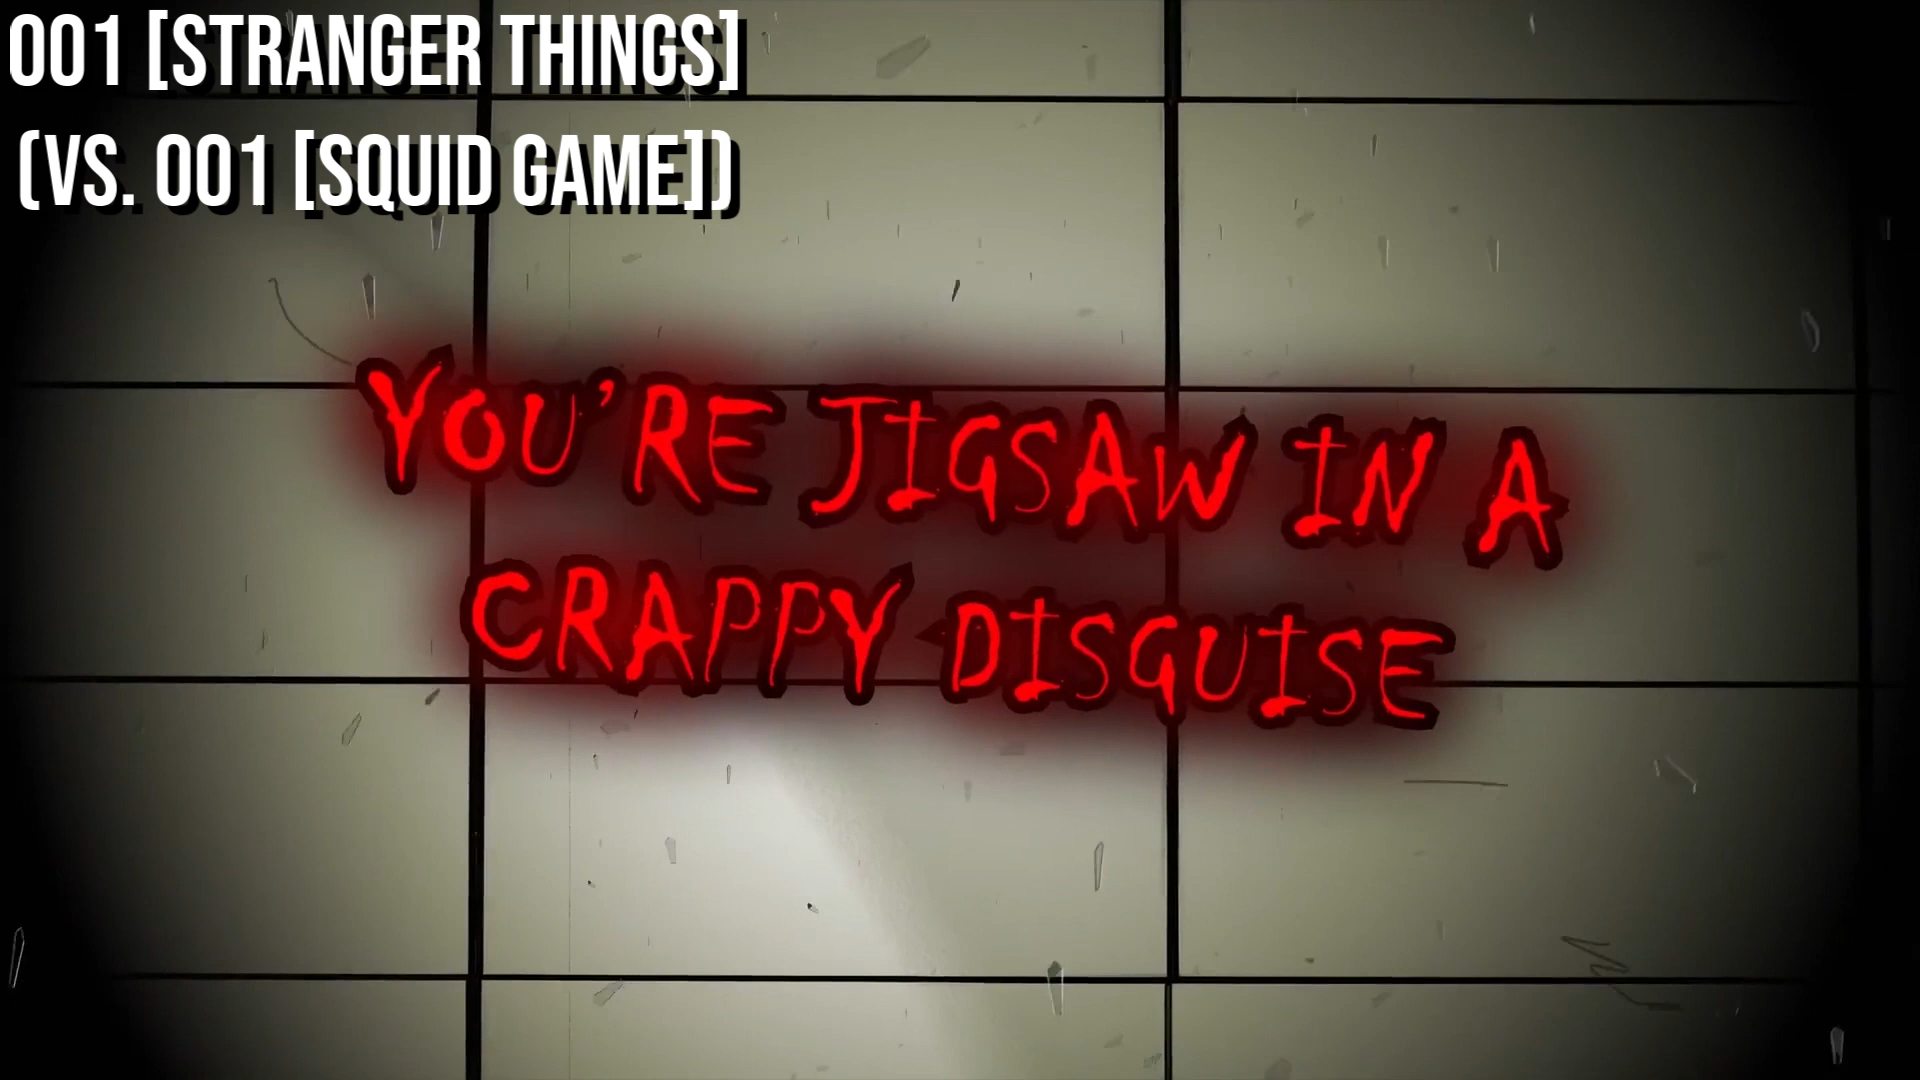 001 [STRANGER THINGS]
(VS. 001 [SQUID GAME])
YOU'RE JIGSAW IN A
CRAPPY DISGUISE